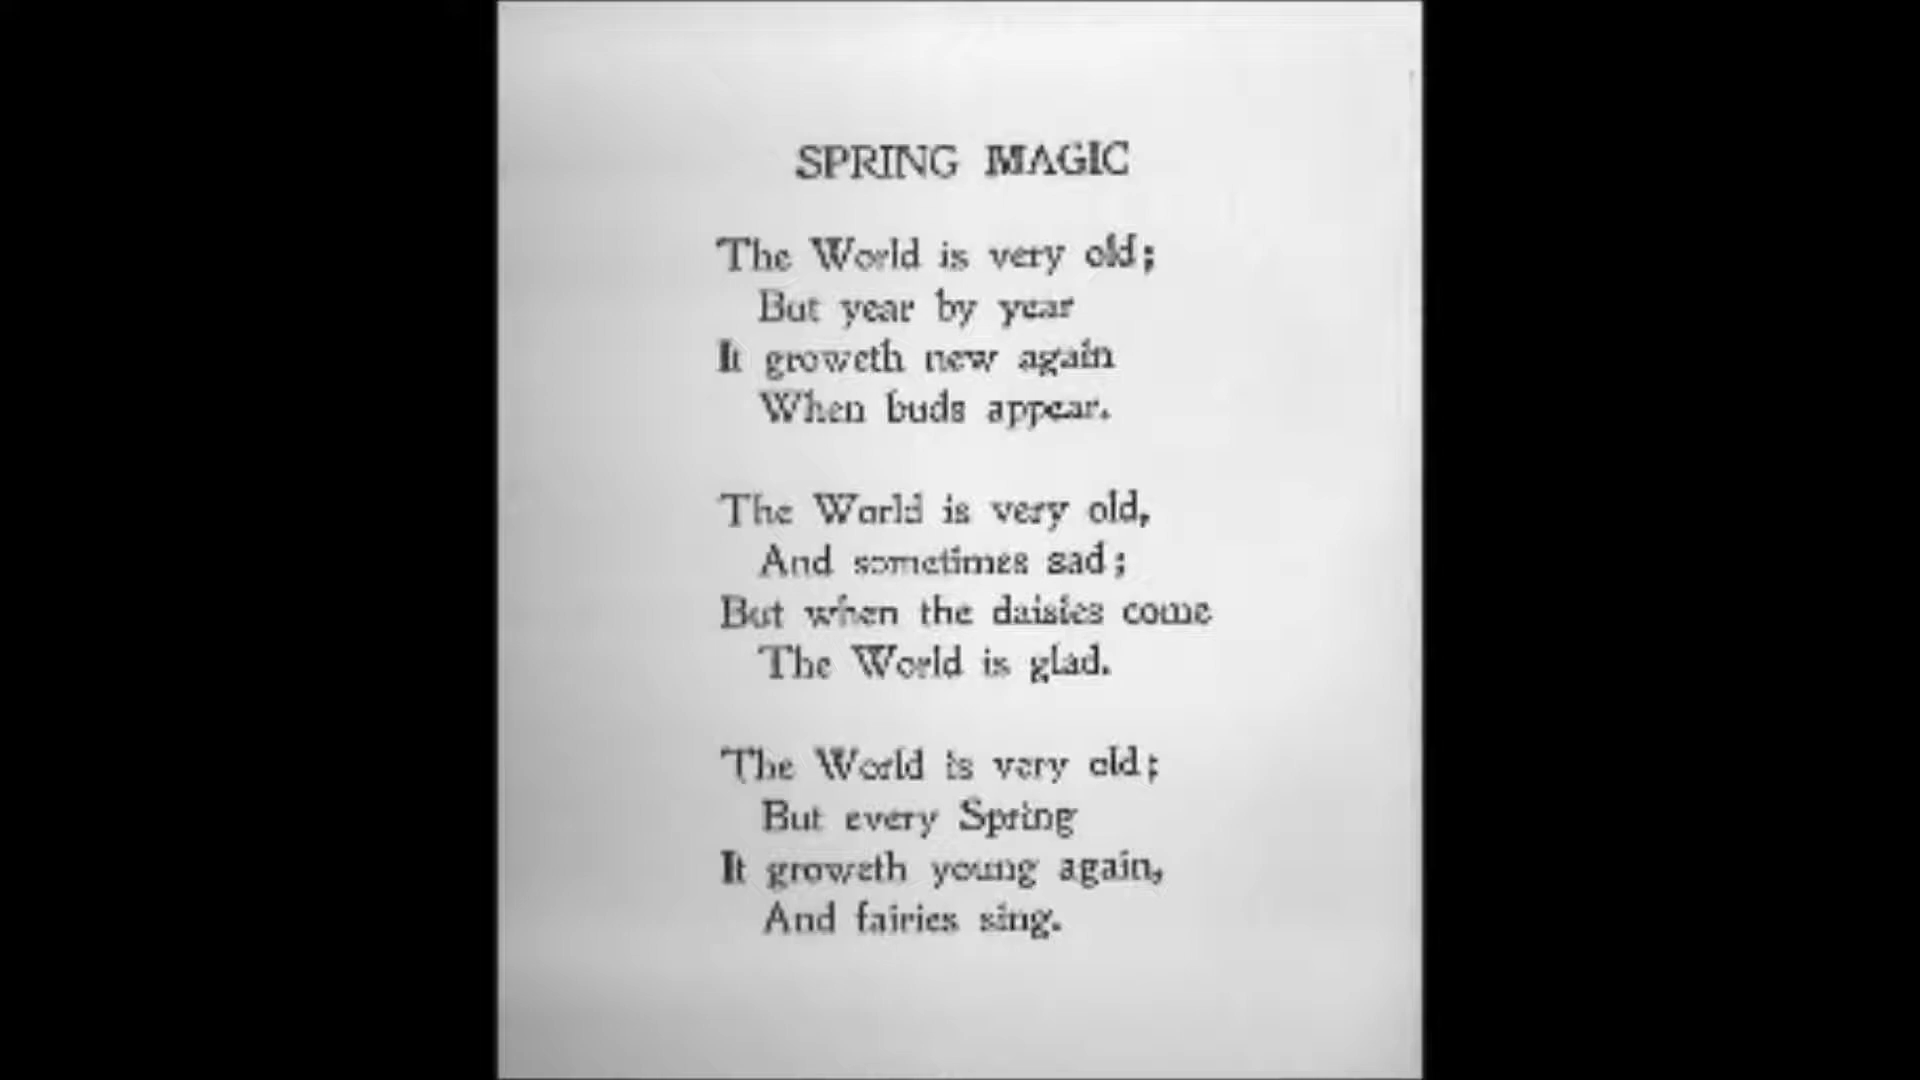 SPRING MAGIC
The World is very old;
But year by year
It groweth new again
When buds appear.
The World is very old,
And sometimes sad;
But when the daisies come
The World is glad.
The World is very old;
But every Spring
It groweth young again,
And fairies sing.